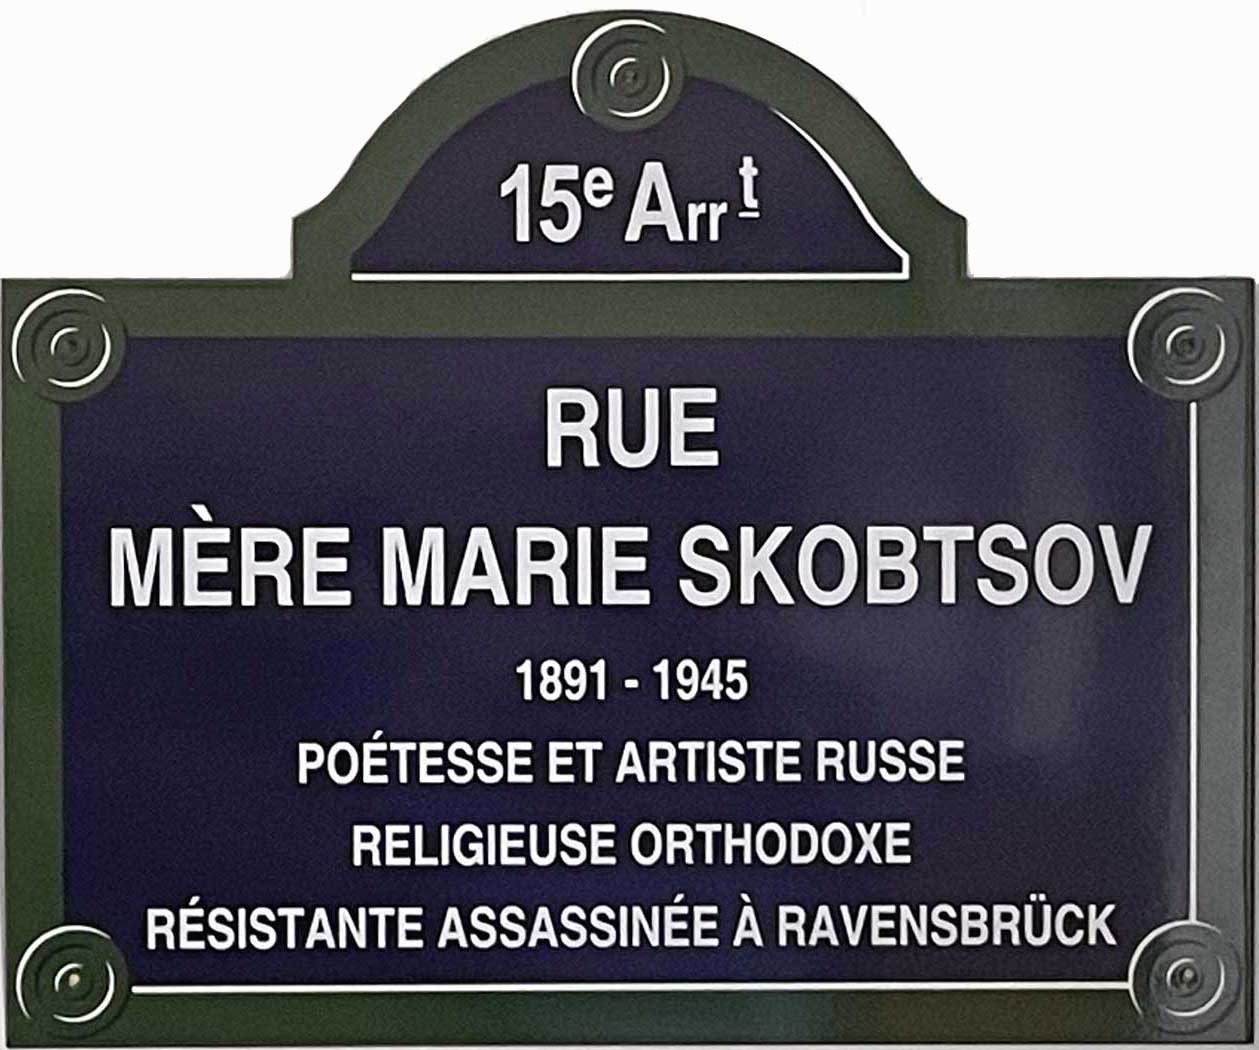 15e Arrt
RUE
MÈRE MARIE SKOBTSOV
1891 - 1945
POÉTESSE ET ARTISTE RUSSE
RELIGIEUSE ORTHODOXE
RÉSISTANTE ASSASSINÉE À RAVENSBRÜCK